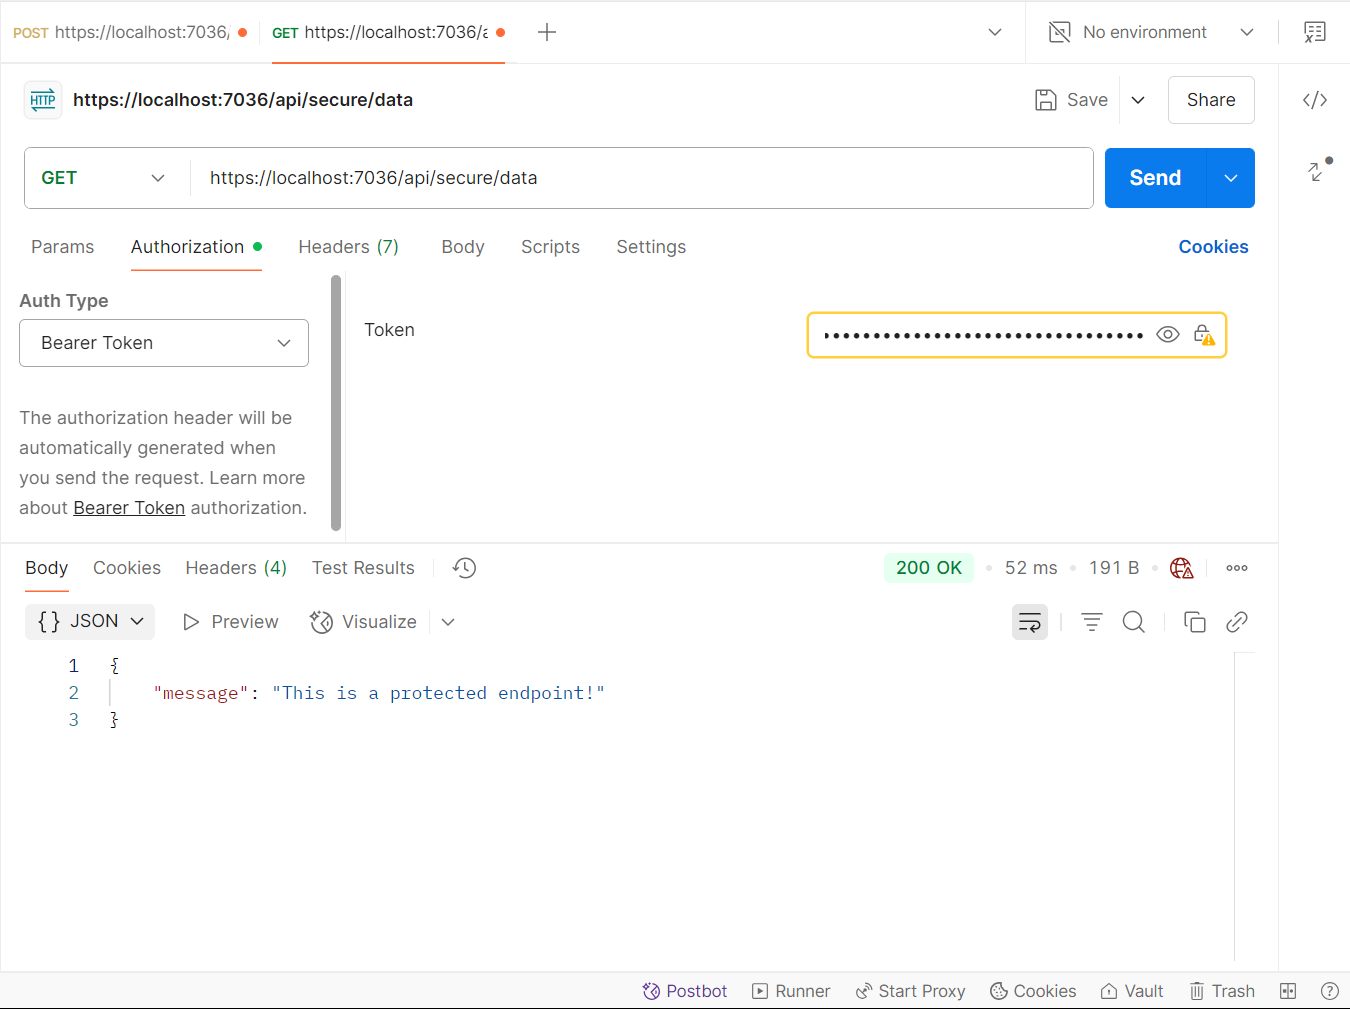 POST https://localhost:7036/
GET https://localhost:7036/a
No environment
HTTP https://localhost:7036/api/secure/data
Save
Share
GET https://localhost:7036/api/secure/data
Send
Params Authorization Headers (7) Body Scripts Settings
Cookies
Auth Type
Bearer Token
The authorization header will be
automatically generated when
you send the request. Learn more
about Bearer Token authorization.
Token
Body Cookies Headers (4) Test Results
200 OK • 52 ms • 191 B
{} JSON Preview Visualize
1 {
2 "message": "This is a protected endpoint!"
3 }
Postbot Runner Start Proxy Cookies Vault Trash